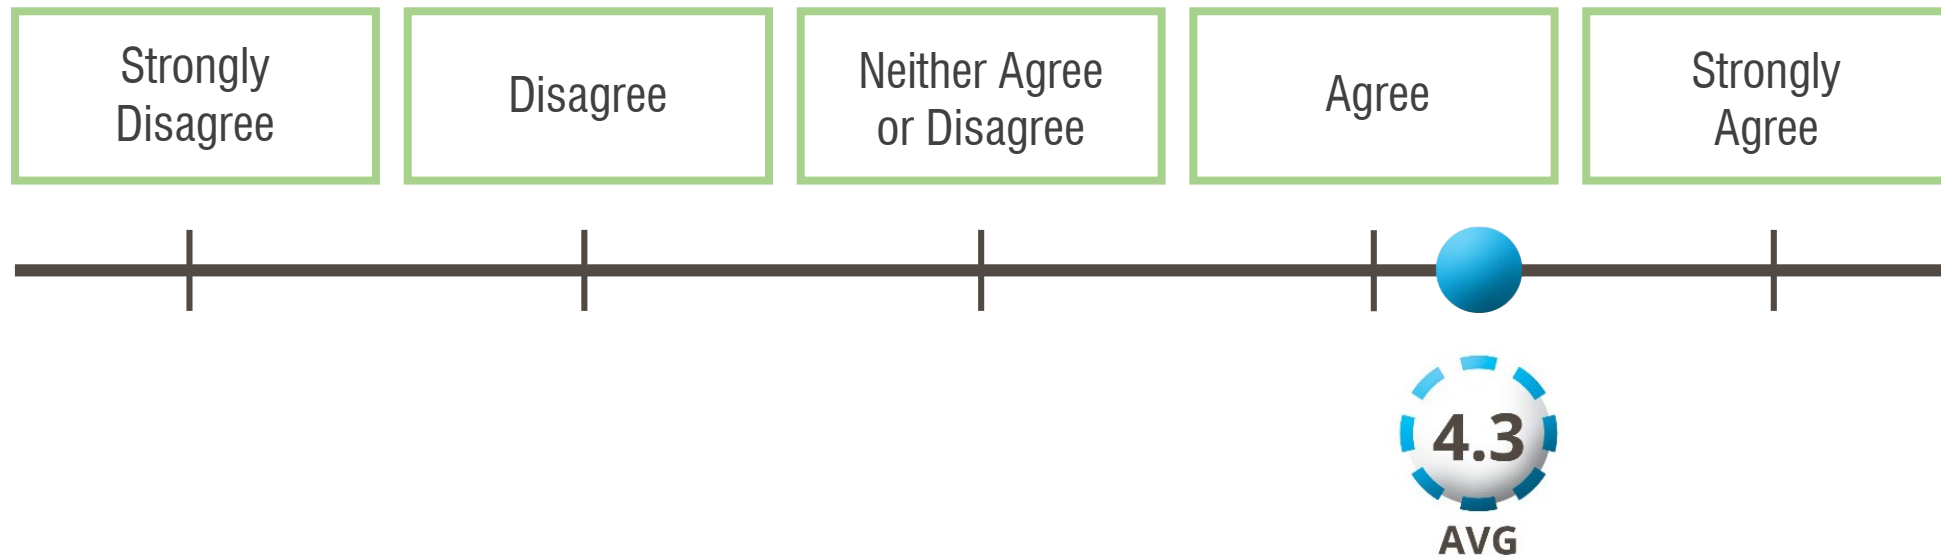 Strongly
Disagree
Disagree
Neither Agree
or Disagree
Agree
Strongly
Agree
4.3
AVG